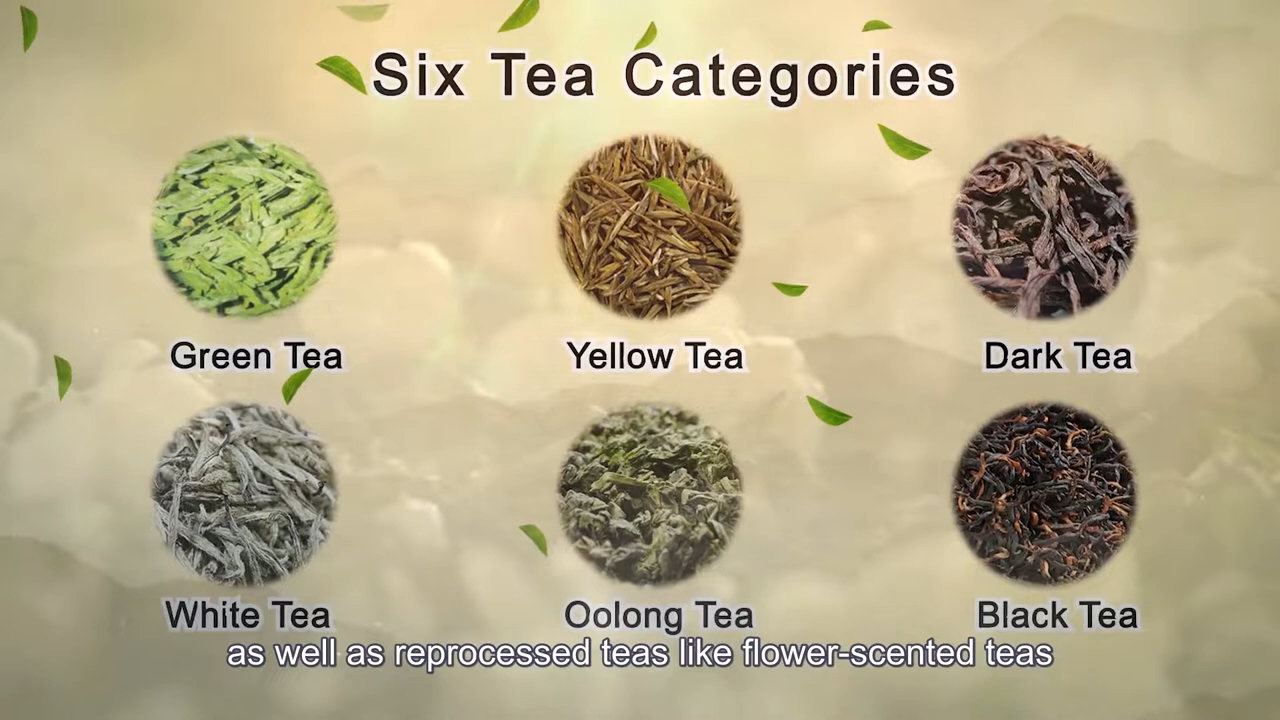 Six Tea Categories
Green Tea
Yellow Tea
Dark Tea
White Tea
Oolong Tea
Black Tea
as well as reprocessed teas like flower-scented teas